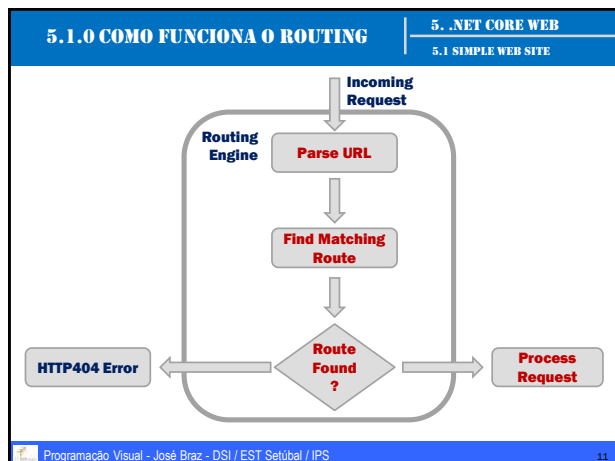 5.1.0 COMO FUNCIONA O ROUTING
5. .NET CORE WEB
5.1 SIMPLE WEB SITE
Incoming
Request
Routing
Engine
Parse URL
Find Matching
Route
Route
Found
?
HTTP404 Error
Process
Request
Programação Visual - José Braz - DSI / EST Setúbal / IPS
11